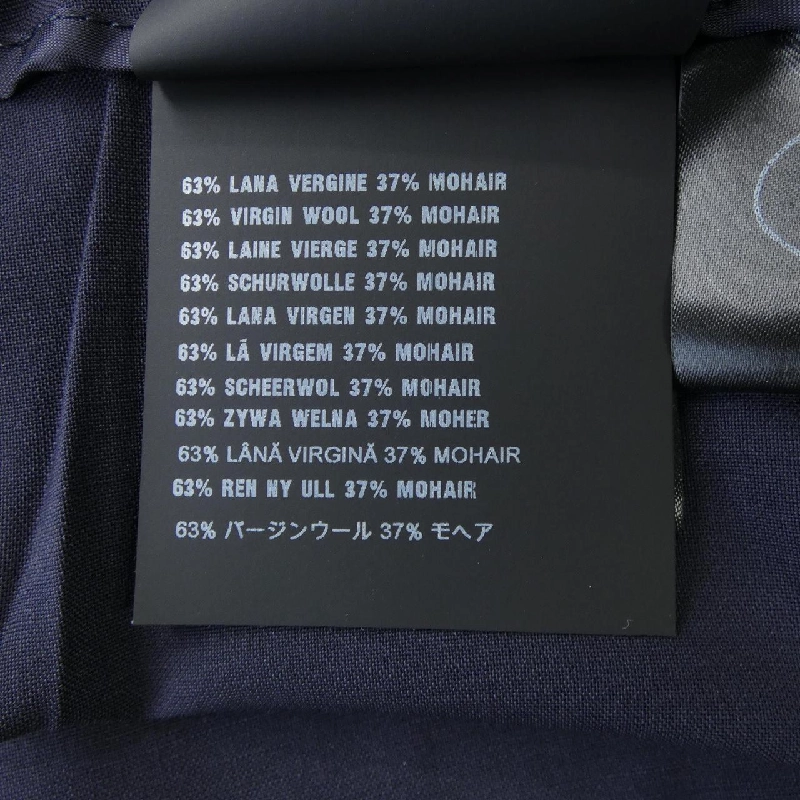 63% LANA VERGINE 37% MOHAIR
63% VIRGIN WOOL 37% MOHAIR
63% LAINE VIERGE 37% MOHAIR
63% SCHURWOLLE 37% MOHAIR
63% LANA VIRGEN 37% MOHAIR
63% LÃ VIRGEM 37% MOHAIR
63% SCHEERWOL 37% MOHAIR
63% ZYWA WELNA 37% MOHER
63% LÂNĂ VIRGINĂ 37% MOHAIR
63% REN NY ULL 37% MOHAIR
63% バージンウール 37% モヘア